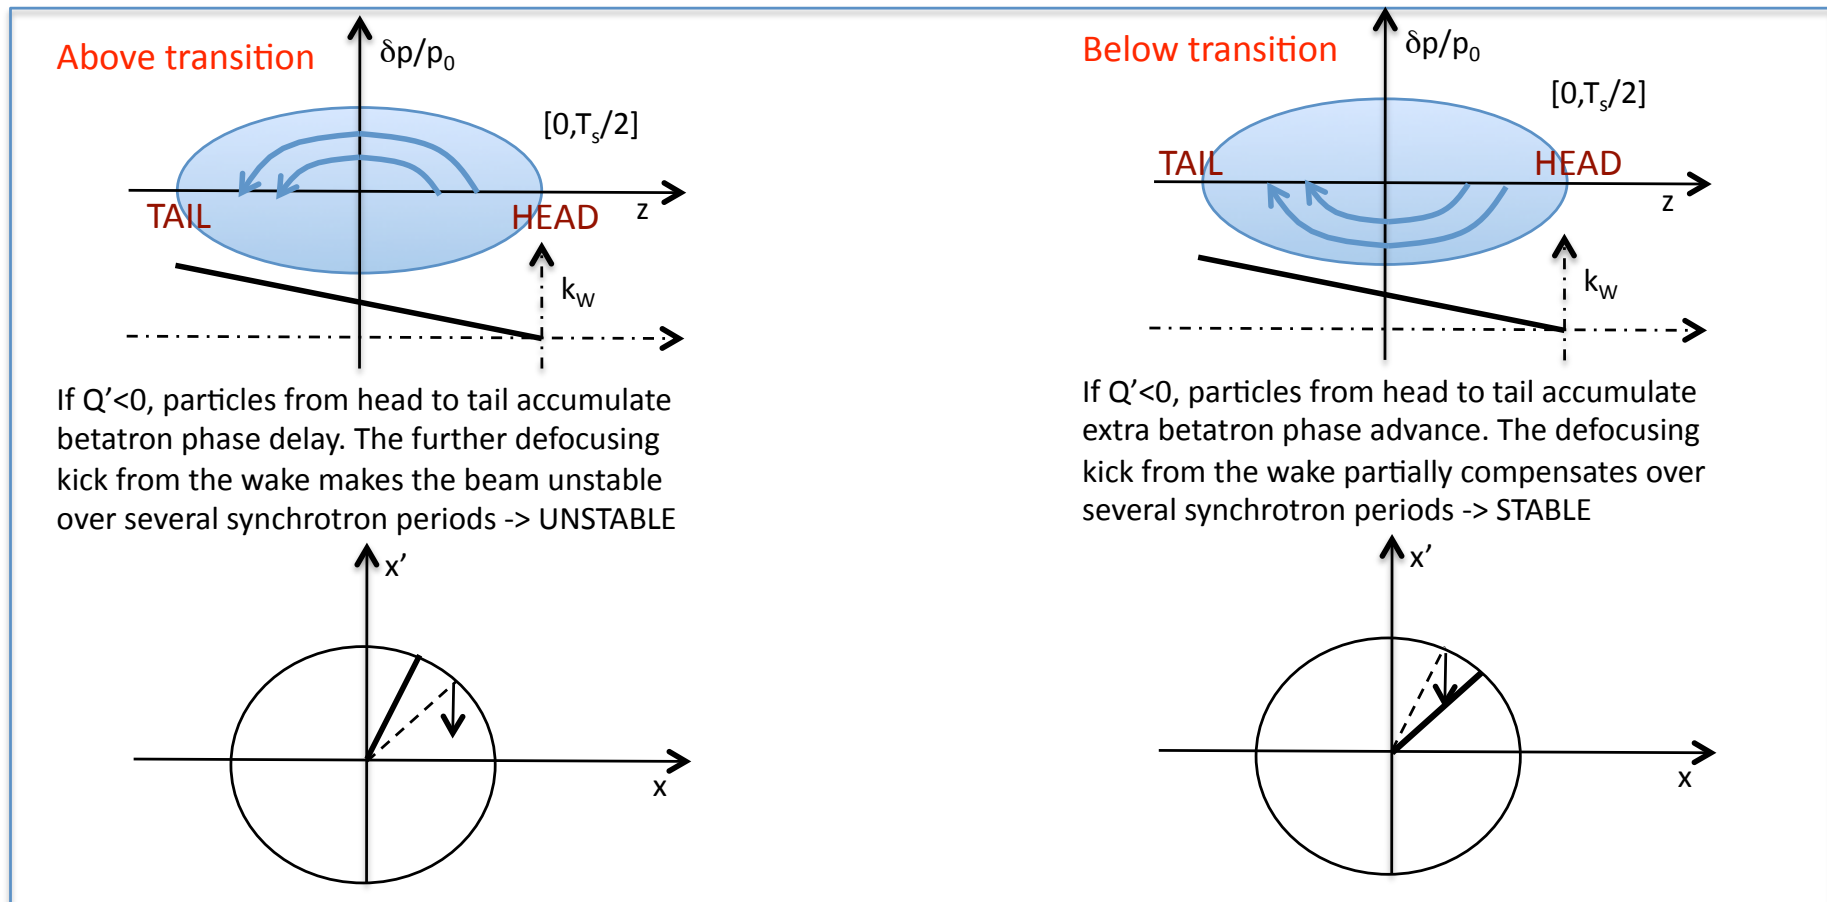 Above transition
δp/p₀
[0,Tₛ/2]
TAIL
HEAD
z
k_W
If Q’<0, particles from head to tail accumulate
betatron phase delay. The further defocusing
kick from the wake makes the beam unstable
over several synchrotron periods -> UNSTABLE
x’
x
Below transition
δp/p₀
[0,Tₛ/2]
TAIL
HEAD
z
k_W
If Q’<0, particles from head to tail accumulate
extra betatron phase advance. The defocusing
kick from the wake partially compensates over
several synchrotron periods -> STABLE
x’
x